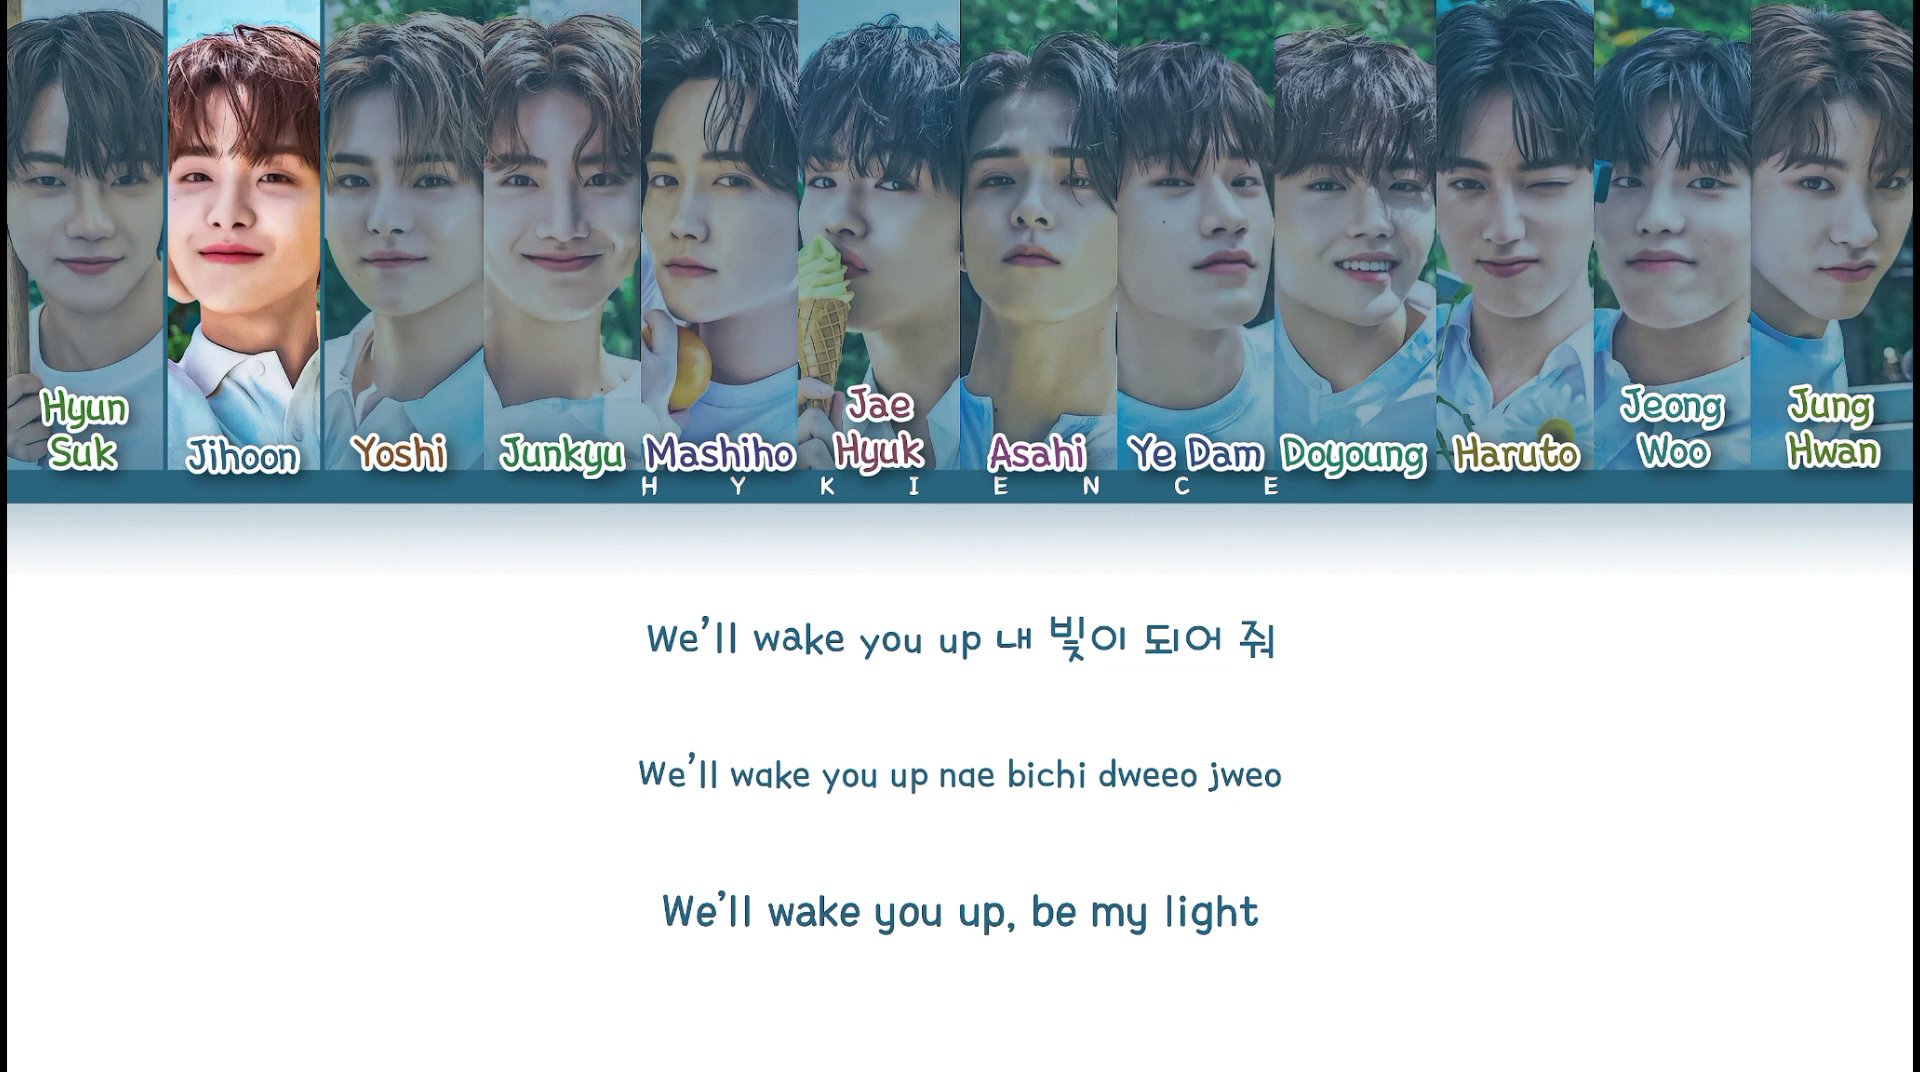 Hyun
Suk
Jihoon
Yoshi
Junkyu
Mashiho
Jae
Hyuk
Asahi
Ye Dam
Doyoung
Haruto
Jeong
Woo
Jung
Hwan
H Y K I E N C E
We’ll wake you up 내 빛이 되어 줘
We’ll wake you up nae bichi dweeo jweo
We’ll wake you up, be my light